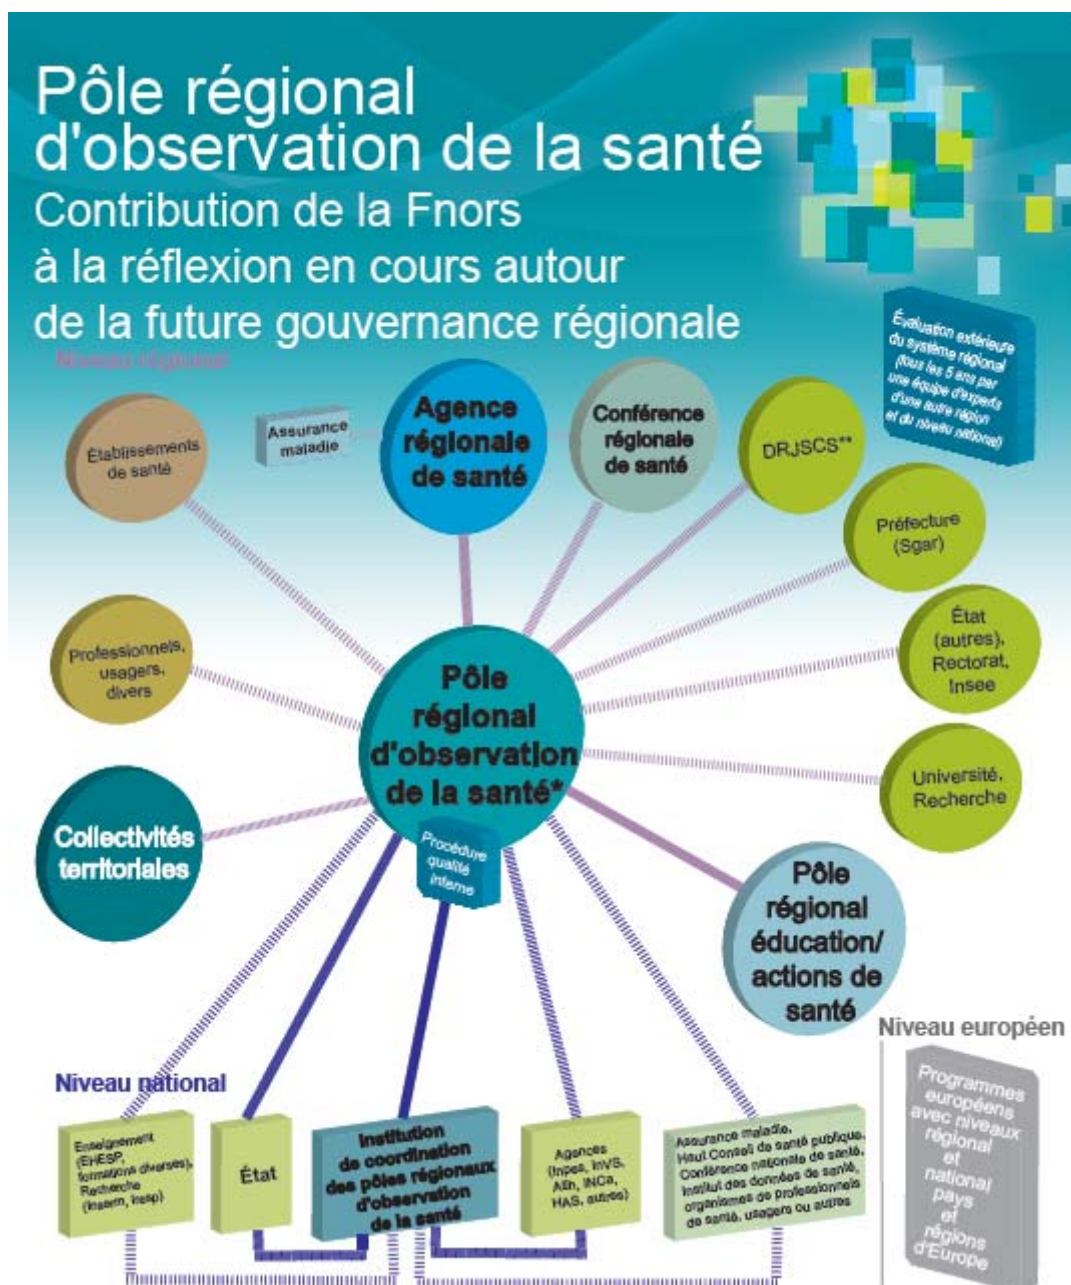 Pôle régional
d'observation de la santé
Contribution de la Fnors
à la réflexion en cours autour
de la future gouvernance régionale
Niveau régional
Évaluation extérieure
du système régional
(tous les 5 ans par
une équipe d'experts
d'une autre région
et du niveau national)
Établissements
de santé
Assurance
maladie
Agence
régionale
de santé
Conférence
régionale
de santé
DRJSCS**
Préfecture
(Sgar)
Professionnels,
usagers,
divers
État
(autres),
Rectorat,
Insee
Pôle
régional
d'observation
de la santé*
Université,
Recherche
Collectivités
territoriales
Procédure
qualité
interne
Pôle
régional
éducation/
actions de
santé
Niveau européen
Programmes
européens
avec niveaux
régional
et
national
pays
et
régions
d'Europe
Niveau national
Enseignement
(EHESP,
formations diverses),
Recherche
(Inserm, Iresp)
État
Institution
de coordination
des pôles régionaux
d'observation
de la santé
Agences
(Inpes, InVS,
Atih, INCa,
HAS, autres)
Assurance maladie,
Haut Conseil de santé publique,
Conférence nationale de santé,
Institut des données de santé,
organismes de professionnels
de santé, usagers ou autres